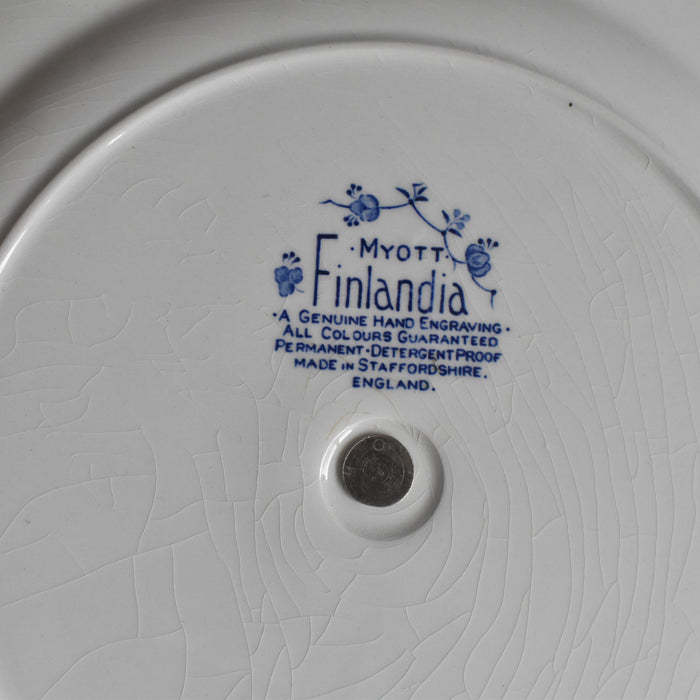 · MYOTT ·
Finlandia
· A GENUINE HAND ENGRAVING ·
ALL COLOURS GUARANTEED
PERMANENT · DETERGENT PROOF
MADE IN STAFFORDSHIRE.
ENGLAND.